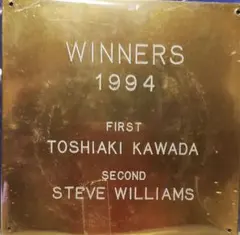 WINNERS
1994
FIRST
TOSHIAKI KAWADA
SECOND
STEVE WILLIAMS